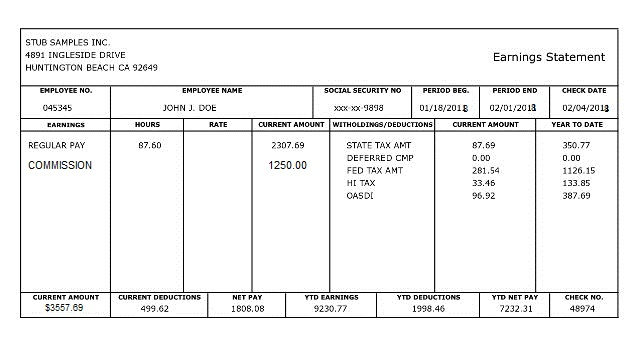 STUB SAMPLES INC.
4891 INGLESIDE DRIVE
HUNTINGTON BEACH CA 92649
Earnings Statement
EMPLOYEE NO. EMPLOYEE NAME SOCIAL SECURITY NO PERIOD BEG. PERIOD END CHECK DATE
045345 JOHN J. DOE xxx-xx-9898 01/18/2018 02/01/2018 02/04/2018
EARNINGS HOURS RATE CURRENT AMOUNT WITHOLDINGS/DEDUCTIONS CURRENT AMOUNT YEAR TO DATE
REGULAR PAY 87.60 2307.69 STATE TAX AMT 87.69 350.77
DEFERRED CMP 0.00 0.00
COMMISSION 1250.00 FED TAX AMT 281.54 1126.15
HI TAX 33.46 133.85
OASDI 96.92 387.69
CURRENT AMOUNT CURRENT DEDUCTIONS NET PAY YTD EARNINGS YTD DEDUCTIONS YTD NET PAY CHECK NO.
$3557.69 499.62 1808.08 9230.77 1998.46 7232.31 48974